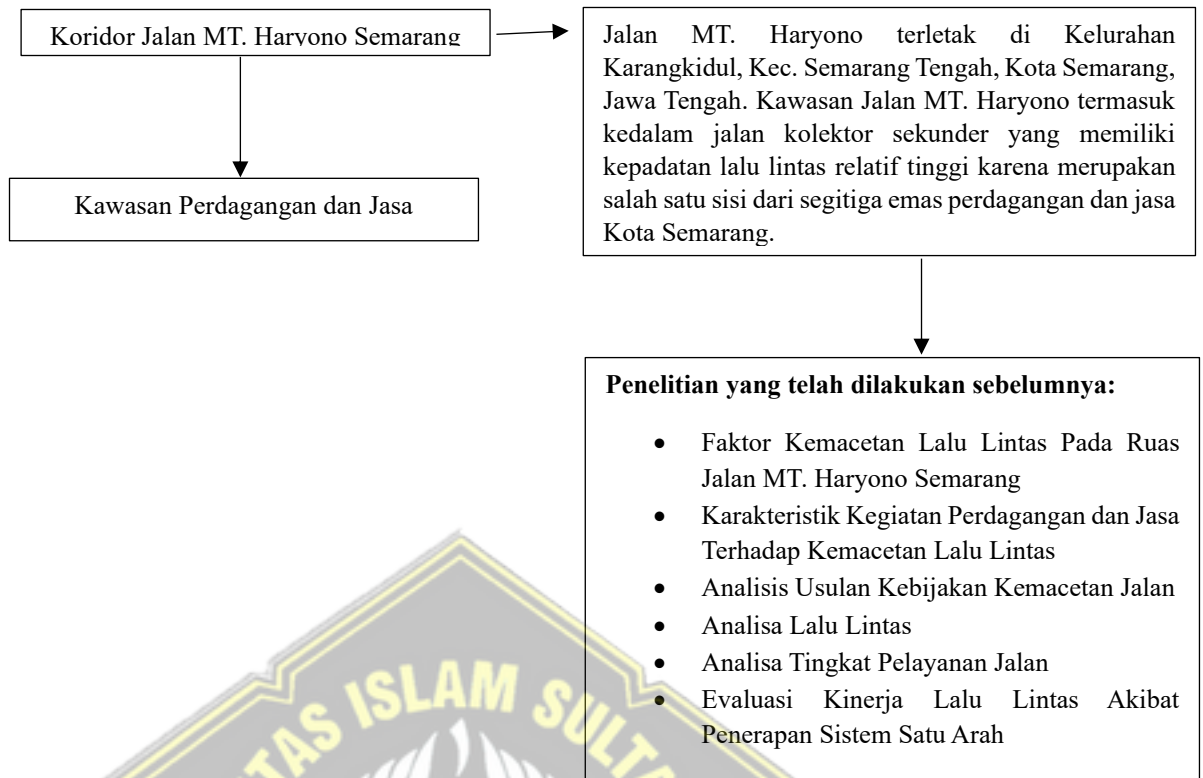 Koridor Jalan MT. Haryono Semarang
Jalan MT. Haryono terletak di Kelurahan
Karangkidul, Kec. Semarang Tengah, Kota Semarang,
Jawa Tengah. Kawasan Jalan MT. Haryono termasuk
kedalam jalan kolektor sekunder yang memiliki
kepadatan lalu lintas relatif tinggi karena merupakan
salah satu sisi dari segitiga emas perdagangan dan jasa
Kota Semarang.
Kawasan Perdagangan dan Jasa
Penelitian yang telah dilakukan sebelumnya:
• Faktor Kemacetan Lalu Lintas Pada Ruas
Jalan MT. Haryono Semarang
• Karakteristik Kegiatan Perdagangan dan Jasa
Terhadap Kemacetan Lalu Lintas
• Analisis Usulan Kebijakan Kemacetan Jalan
• Analisa Lalu Lintas
• Analisa Tingkat Pelayanan Jalan
• Evaluasi Kinerja Lalu Lintas Akibat
Penerapan Sistem Satu Arah
ISLAM